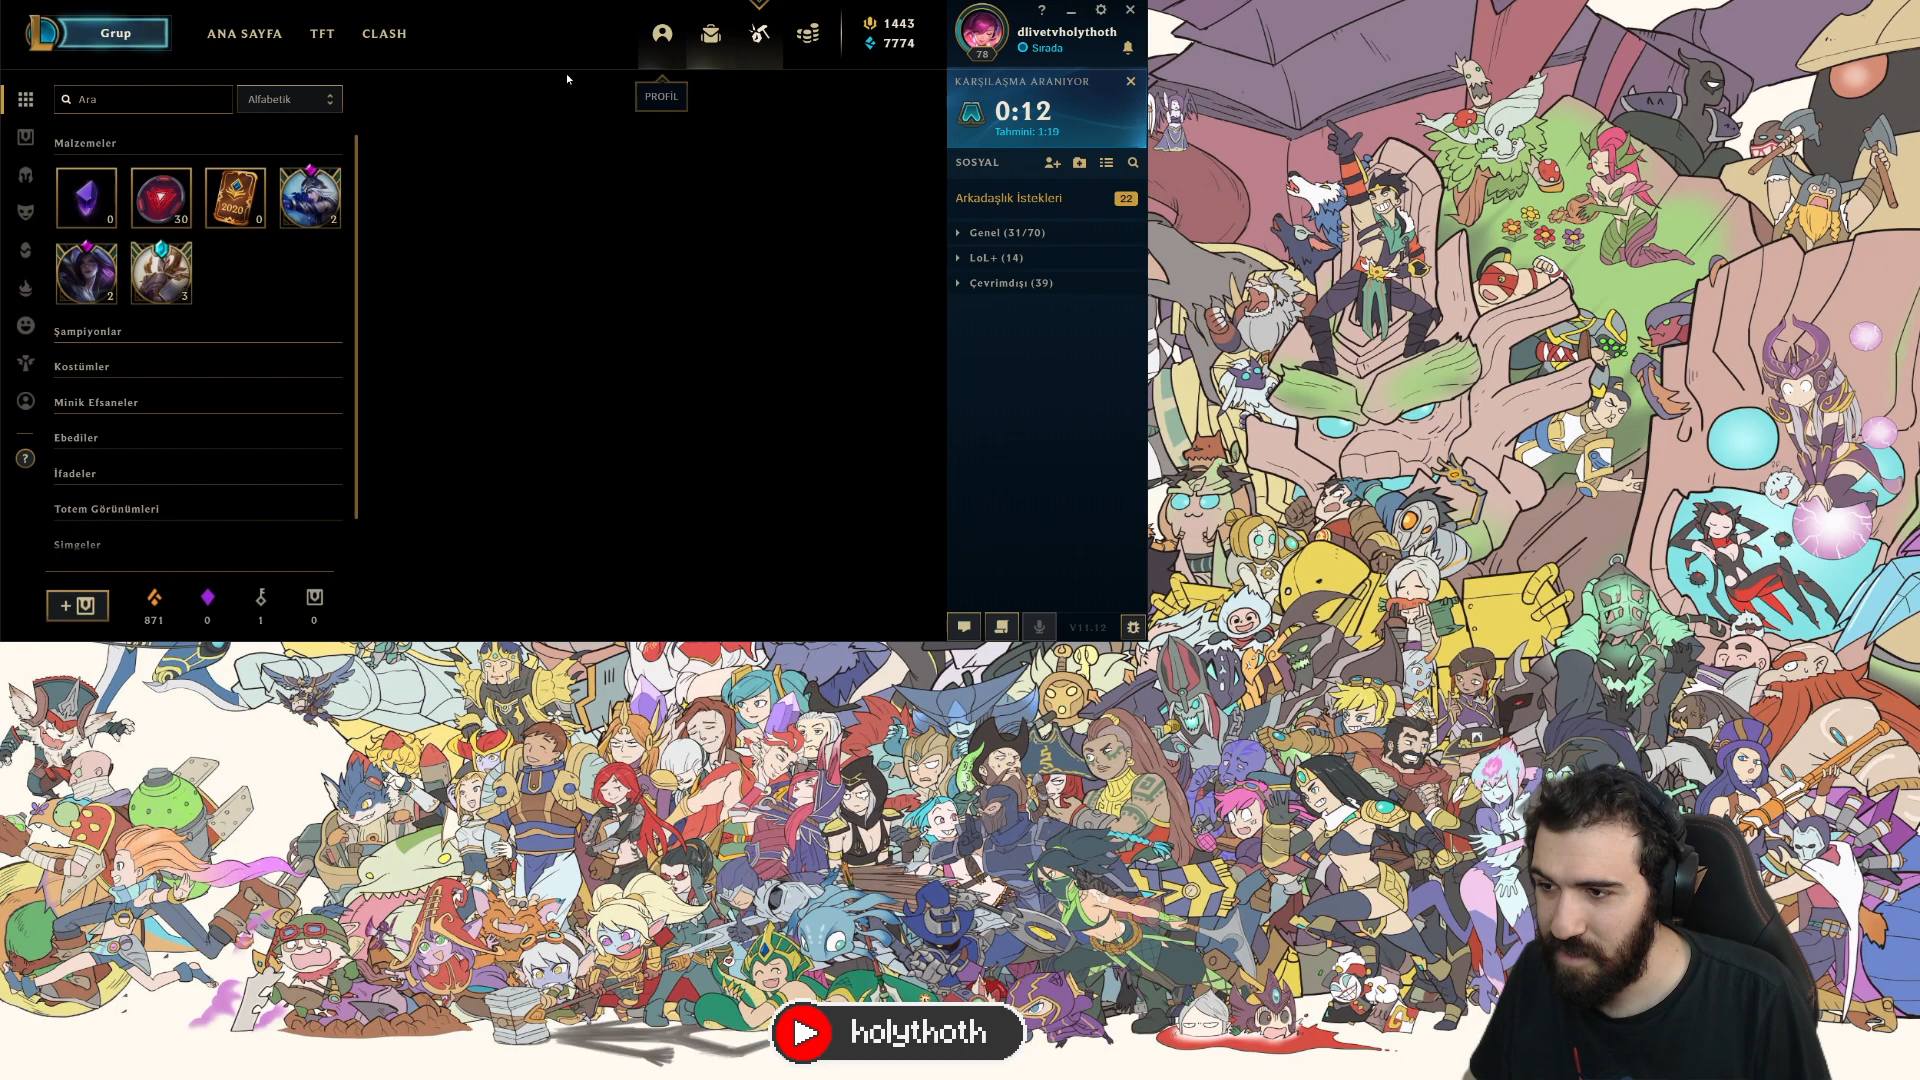 Grup
ANA SAYFA
TFT
CLASH
1443
7774
PROFİL
Ara
Alfabetik
Malzemeler
0
30
2020
0
2
2
3
Şampiyonlar
Kostümler
Minik Efsaneler
Ebediler
İfadeler
Totem Görünümleri
Simgeler
?
+
871
0
1
0
?
78
dlivetvholythoth
Sırada
KARŞILAŞMA ARANIYOR
0:12
Tahmini: 1:19
SOSYAL
Arkadaşlık İstekleri
22
Genel (31/70)
LoL+ (14)
Çevrimdışı (39)
V11.12
holythoth